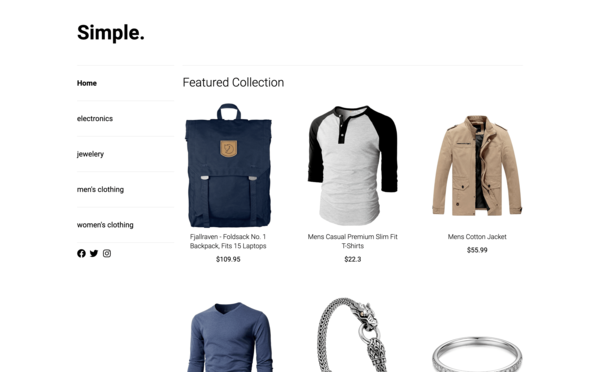 Simple.
Home
electronics
jewelery
men's clothing
women's clothing
Featured Collection
Fjallraven - Foldsack No. 1
Backpack, Fits 15 Laptops
$109.95
Mens Casual Premium Slim Fit
T-Shirts
$22.3
Mens Cotton Jacket
$55.99